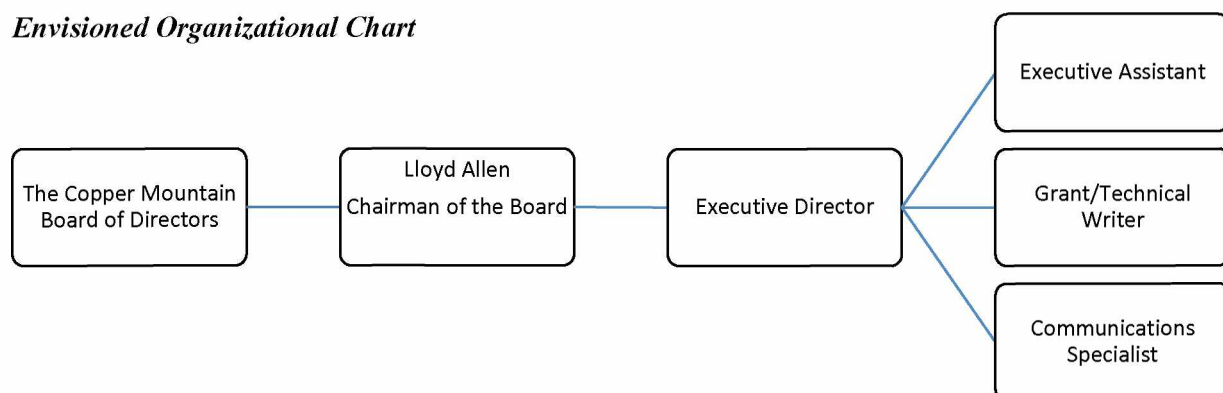 Envisioned Organizational Chart
The Copper Mountain
Board of Directors
Lloyd Allen
Chairman of the Board
Executive Director
Executive Assistant
Grant/Technical
Writer
Communications
Specialist